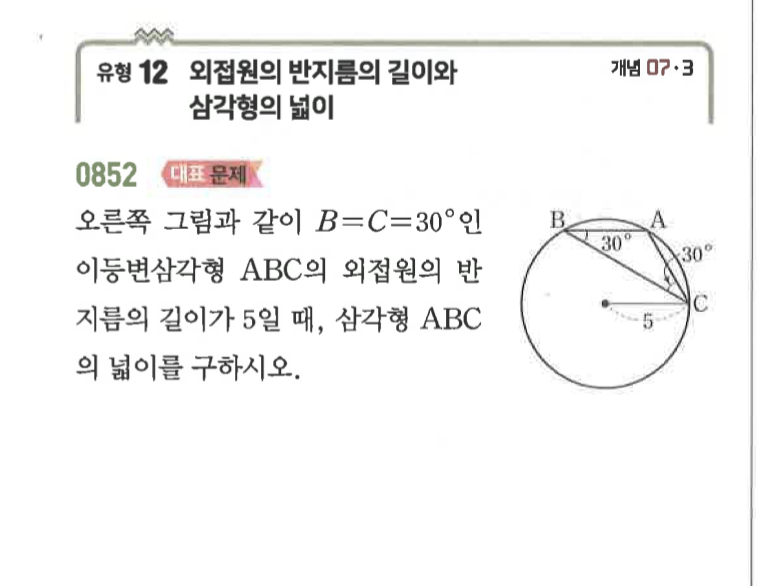 유형 12 외접원의 반지름의 길이와
삼각형의 넓이
개념 07·3
0852 대표 문제
오른쪽 그림과 같이 B=C=30°인
이등변삼각형 ABC의 외접원의 반
지름의 길이가 5일 때, 삼각형 ABC
의 넓이를 구하시오.
B
A
30°
30°
C
5